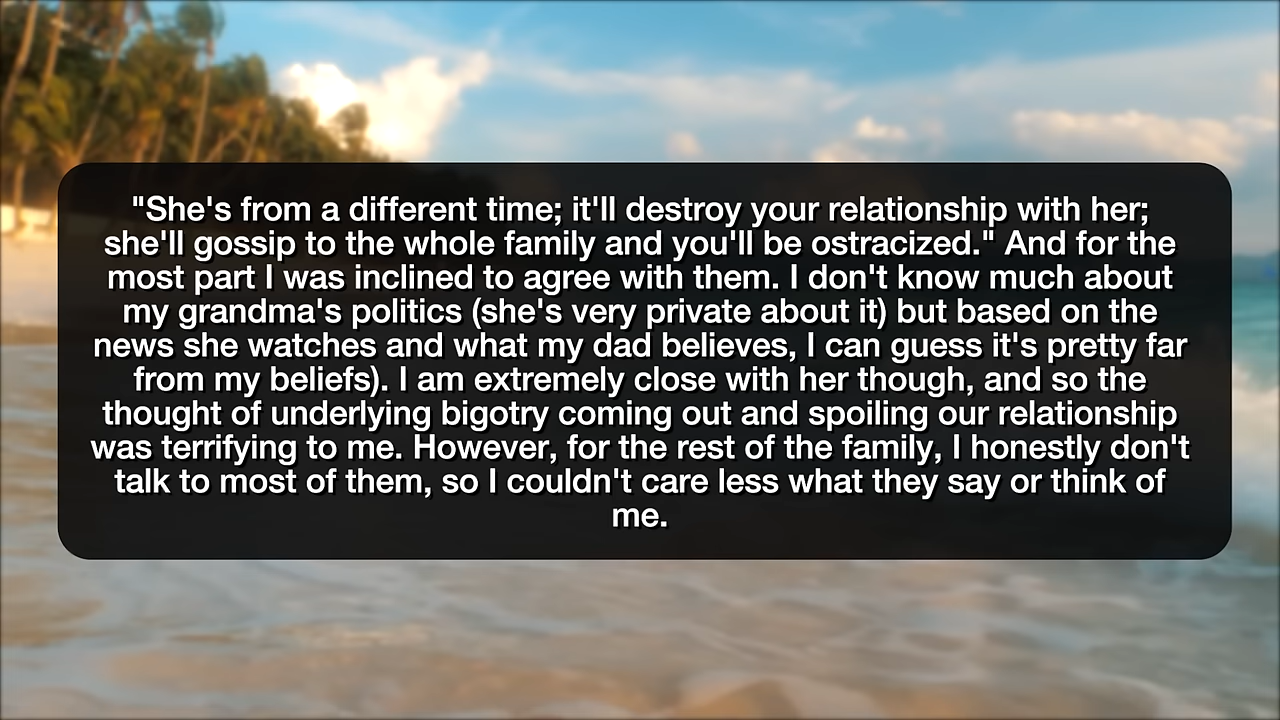 "She's from a different time; it'll destroy your relationship with her;
she'll gossip to the whole family and you'll be ostracized." And for the
most part I was inclined to agree with them. I don't know much about
my grandma's politics (she's very private about it) but based on the
news she watches and what my dad believes, I can guess it's pretty far
from my beliefs). I am extremely close with her though, and so the
thought of underlying bigotry coming out and spoiling our relationship
was terrifying to me. However, for the rest of the family, I honestly don't
talk to most of them, so I couldn't care less what they say or think of
me.